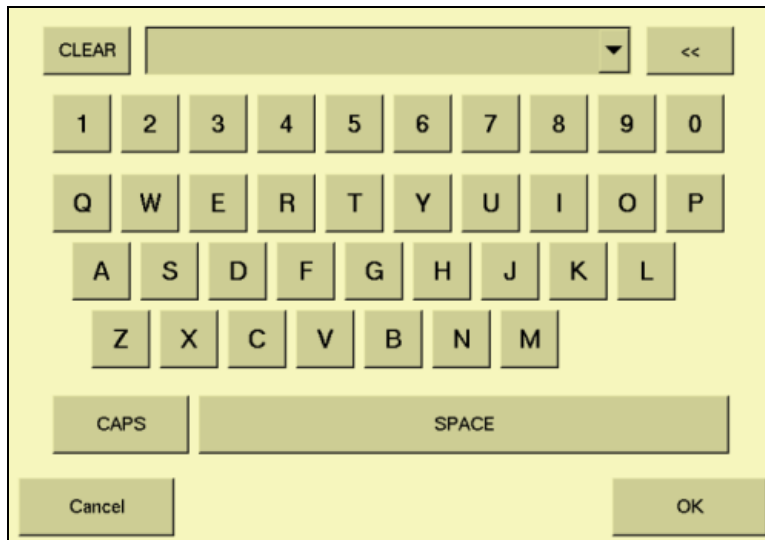 CLEAR <<
1 2 3 4 5 6 7 8 9 0
Q W E R T Y U I O P
A S D F G H J K L
Z X C V B N M
CAPS SPACE
Cancel OK